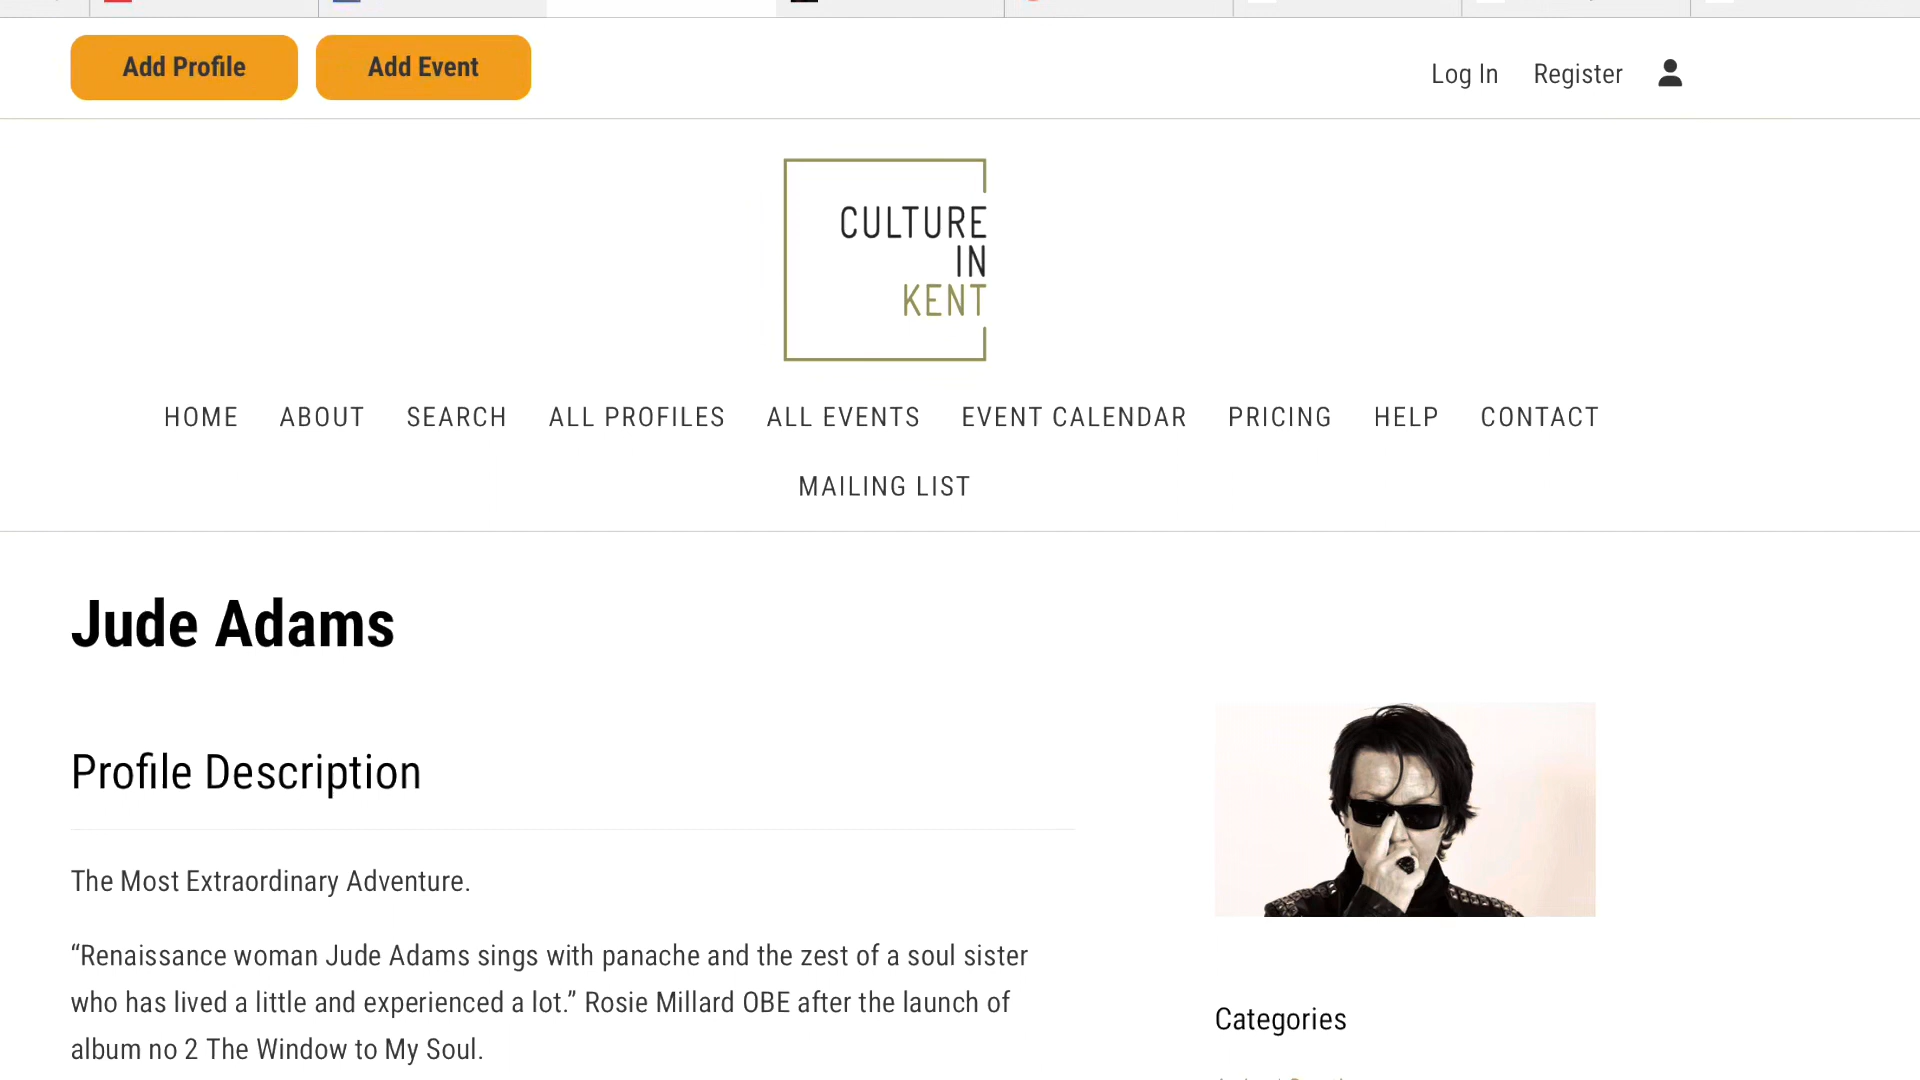 Add Profile
Add Event
Log In
Register
CULTURE
IN
KENT
HOME
ABOUT
SEARCH
ALL PROFILES
ALL EVENTS
EVENT CALENDAR
PRICING
HELP
CONTACT
MAILING LIST
Jude Adams
Profile Description
The Most Extraordinary Adventure.
“Renaissance woman Jude Adams sings with panache and the zest of a soul sister
who has lived a little and experienced a lot.” Rosie Millard OBE after the launch of
album no 2 The Window to My Soul.
Categories